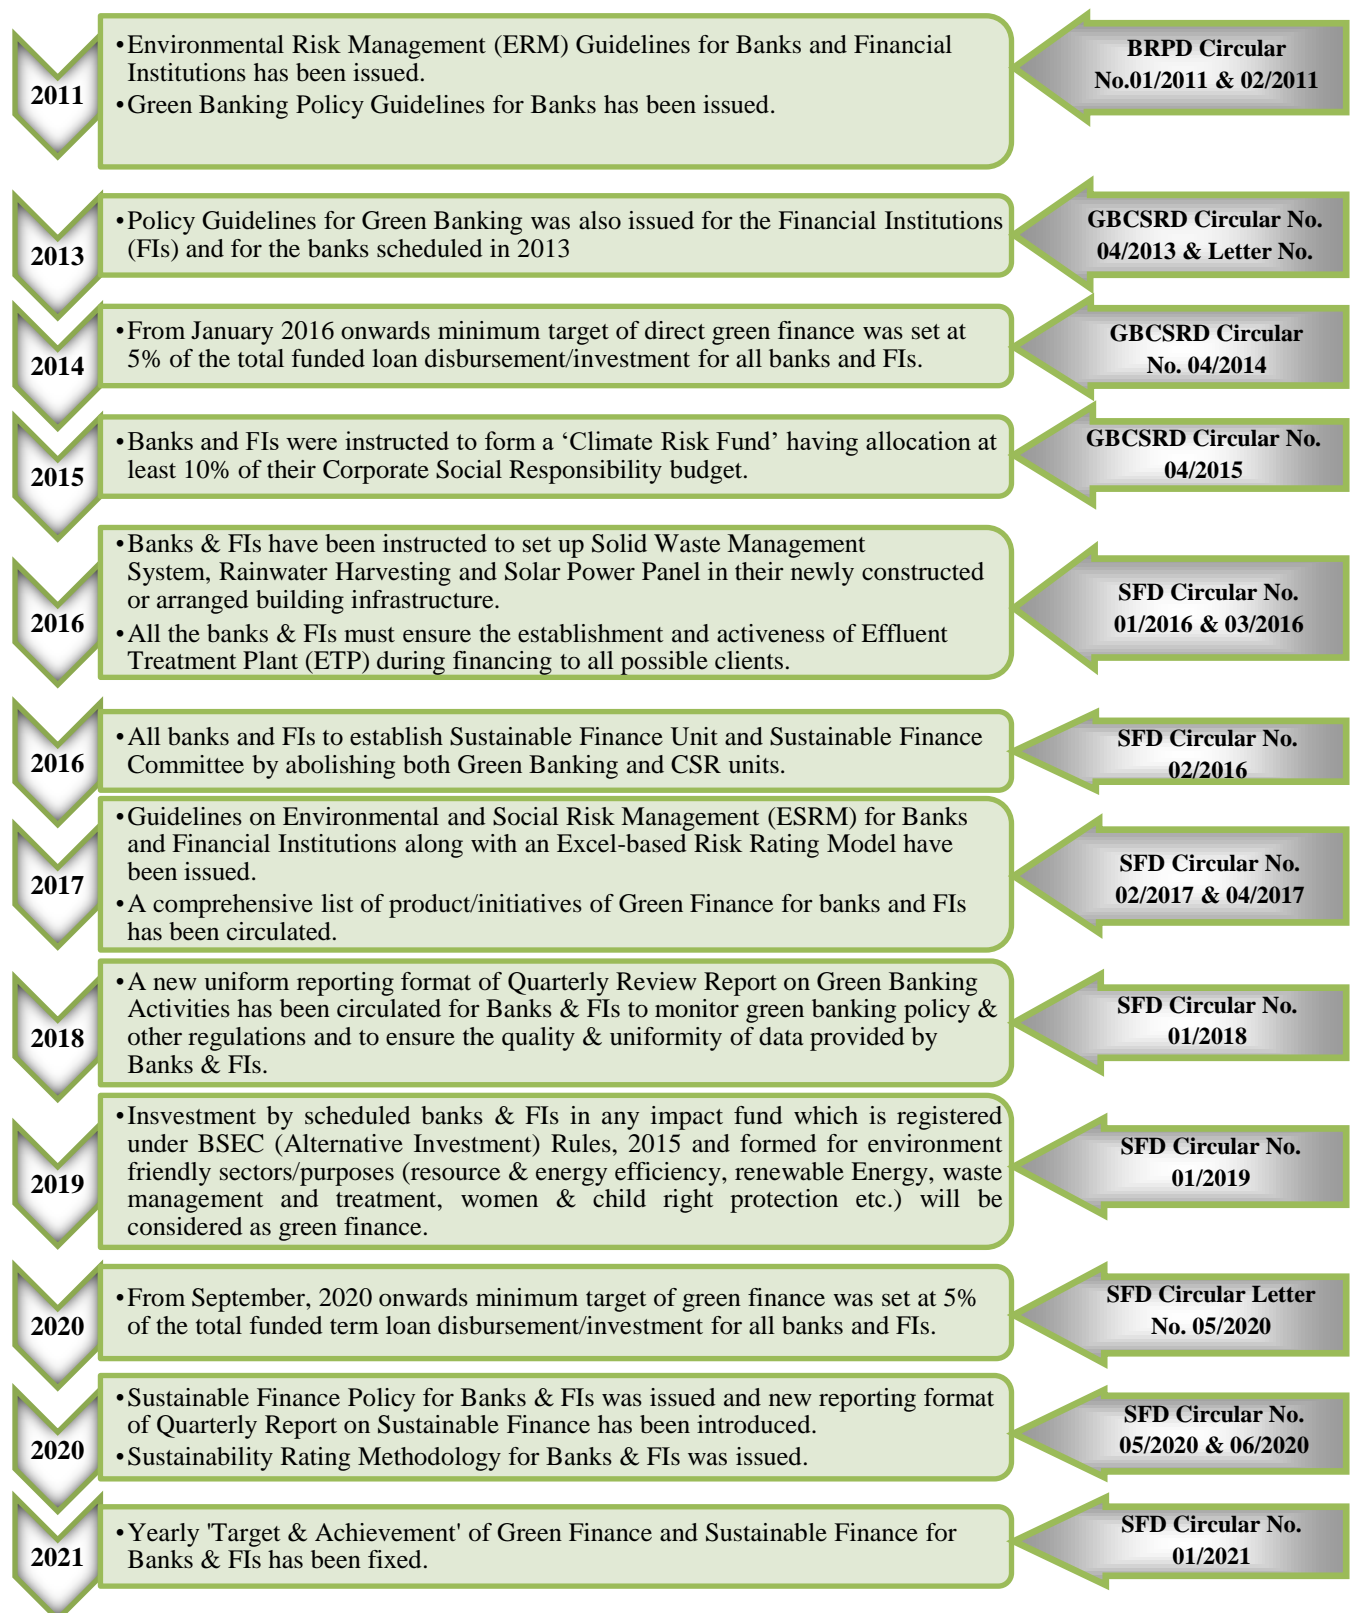 2011
•Environmental Risk Management (ERM) Guidelines for Banks and Financial
Institutions has been issued.
•Green Banking Policy Guidelines for Banks has been issued.
BRPD Circular
No.01/2011 & 02/2011
2013
•Policy Guidelines for Green Banking was also issued for the Financial Institutions
(FIs) and for the banks scheduled in 2013
GBCSRD Circular No.
04/2013 & Letter No.
2014
•From January 2016 onwards minimum target of direct green finance was set at
5% of the total funded loan disbursement/investment for all banks and FIs.
GBCSRD Circular
No. 04/2014
2015
•Banks and FIs were instructed to form a ‘Climate Risk Fund’ having allocation at
least 10% of their Corporate Social Responsibility budget.
GBCSRD Circular No.
04/2015
2016
•Banks & FIs have been instructed to set up Solid Waste Management
System, Rainwater Harvesting and Solar Power Panel in their newly constructed
or arranged building infrastructure.
•All the banks & FIs must ensure the establishment and activeness of Effluent
Treatment Plant (ETP) during financing to all possible clients.
SFD Circular No.
01/2016 & 03/2016
2016
•All banks and FIs to establish Sustainable Finance Unit and Sustainable Finance
Committee by abolishing both Green Banking and CSR units.
SFD Circular No.
02/2016
2017
•Guidelines on Environmental and Social Risk Management (ESRM) for Banks
and Financial Institutions along with an Excel-based Risk Rating Model have
been issued.
•A comprehensive list of product/initiatives of Green Finance for banks and FIs
has been circulated.
SFD Circular No.
02/2017 & 04/2017
2018
•A new uniform reporting format of Quarterly Review Report on Green Banking
Activities has been circulated for Banks & FIs to monitor green banking policy &
other regulations and to ensure the quality & uniformity of data provided by
Banks & FIs.
SFD Circular No.
01/2018
2019
•Insvestment by scheduled banks & FIs in any impact fund which is registered
under BSEC (Alternative Investment) Rules, 2015 and formed for environment
friendly sectors/purposes (resource & energy efficiency, renewable Energy, waste
management and treatment, women & child right protection etc.) will be
considered as green finance.
SFD Circular No.
01/2019
2020
•From September, 2020 onwards minimum target of green finance was set at 5%
of the total funded term loan disbursement/investment for all banks and FIs.
SFD Circular Letter
No. 05/2020
2020
•Sustainable Finance Policy for Banks & FIs was issued and new reporting format
of Quarterly Report on Sustainable Finance has been introduced.
•Sustainability Rating Methodology for Banks & FIs was issued.
SFD Circular No.
05/2020 & 06/2020
2021
•Yearly 'Target & Achievement' of Green Finance and Sustainable Finance for
Banks & FIs has been fixed.
SFD Circular No.
01/2021